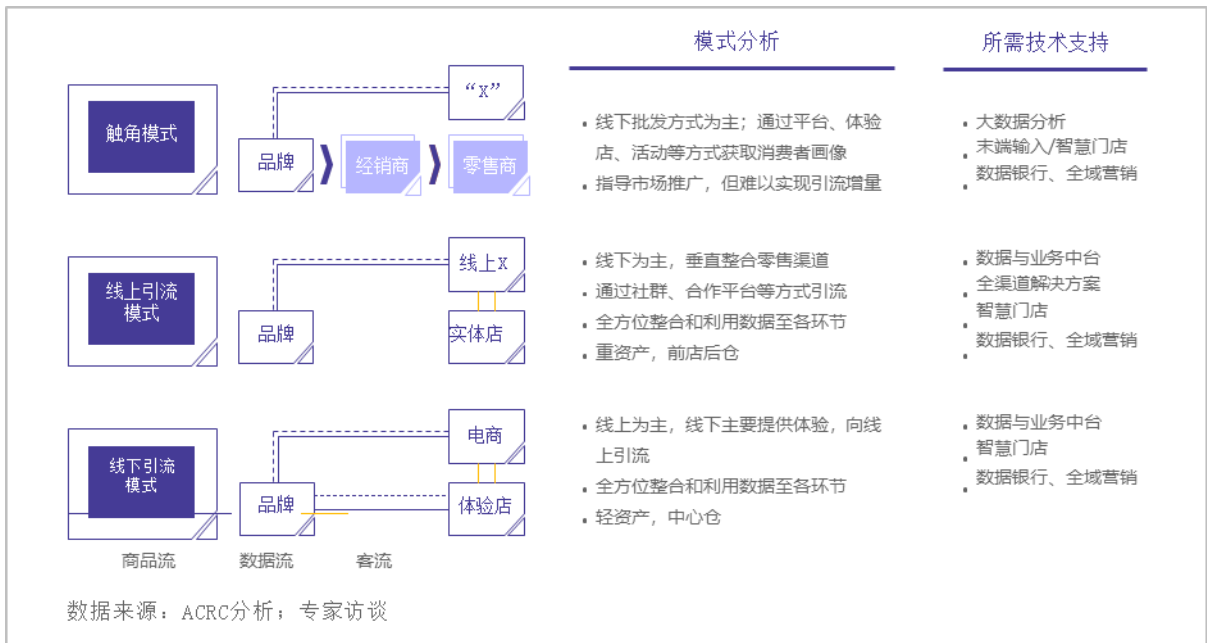 模式分析
所需技术支持
触角模式
品牌
经销商
零售商
“X”
• 线下批发方式为主；通过平台、体验
店、活动等方式获取消费者画像
• 指导市场推广，但难以实现引流增量
• 大数据分析
• 末端输入/智慧门店
• 数据银行、全域营销
线上引流
模式
品牌
线上X
实体店
• 线下为主，垂直整合零售渠道
• 通过社群、合作平台等方式引流
• 全方位整合和利用数据至各环节
• 重资产，前店后仓
• 数据与业务中台
• 全渠道解决方案
• 智慧门店
• 数据银行、全域营销
线下引流
模式
品牌
电商
体验店
• 线上为主，线下主要提供体验，向线
上引流
• 全方位整合和利用数据至各环节
• 轻资产，中心仓
• 数据与业务中台
• 智慧门店
• 数据银行、全域营销
商品流
数据流
客流
数据来源：ACRC分析；专家访谈